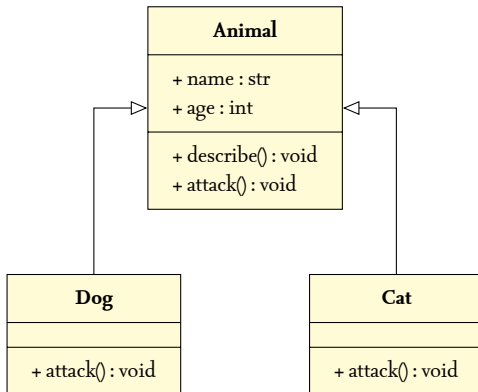 Animal
+ name : str
+ age : int
+ describe() : void
+ attack() : void
Dog
+ attack() : void
Cat
+ attack() : void